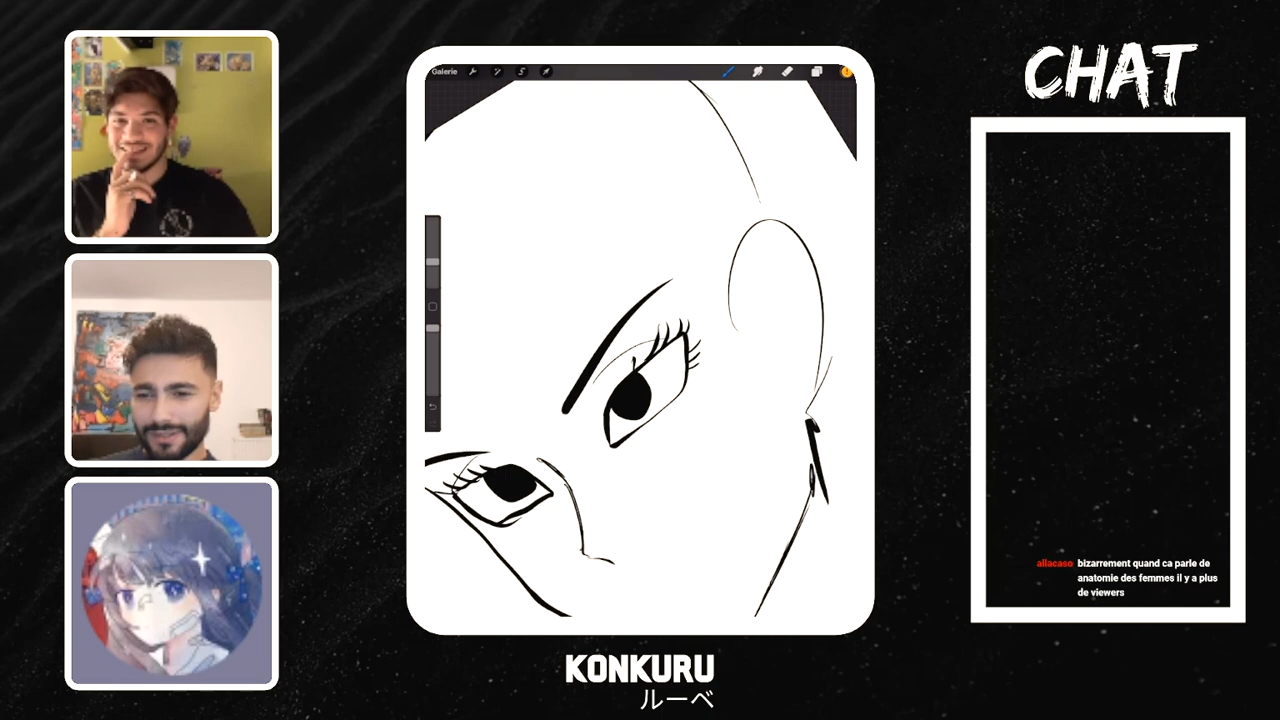 Galerie
CHAT
allacaso bizarrement quand ca parle de
anatomie des femmes il y a plus
de viewers
KONKURU
ルーベ